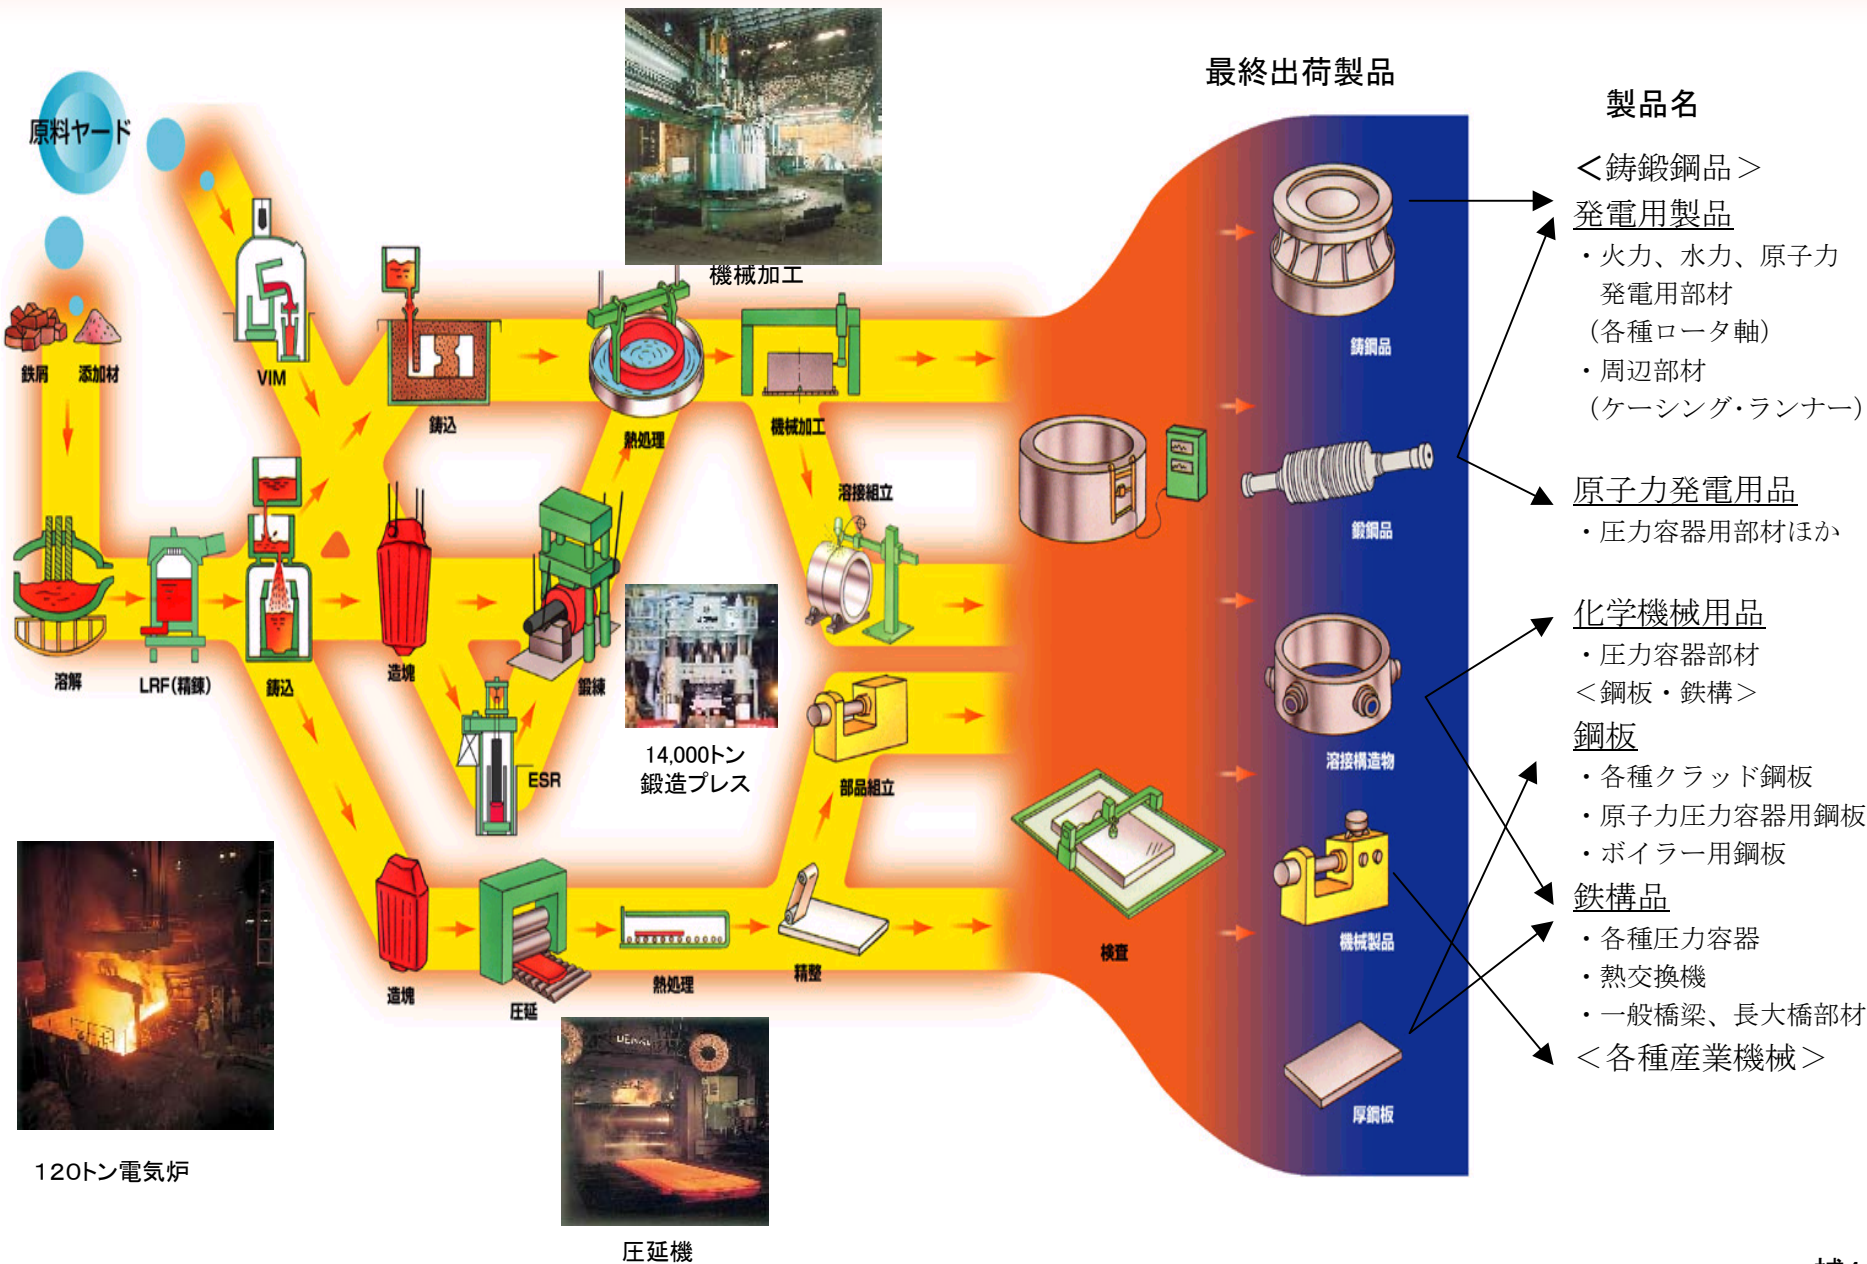 最終出荷製品
製品名
原料ヤード
鉄屑
添加材
VIM
鋳込
熱処理
機械加工
機械加工
溶接組立
溶解
LRF(精錬)
鋳込
造塊
鍛練
ESR
14,000トン
鍛造プレス
部品組立
造塊
圧延
熱処理
精整
検査
120トン電気炉
圧延機
鋳鋼品
鍛鋼品
溶接構造物
機械製品
厚鋼板
＜鋳鍛鋼品＞
発電用製品
・火力、水力、原子力
発電用部材
（各種ロータ軸）
・周辺部材
（ケーシング・ランナー）
原子力発電用品
・圧力容器用部材ほか
化学機械用品
・圧力容器部材
＜鋼板・鉄構＞
鋼板
・各種クラッド鋼板
・原子力圧力容器用鋼板
・ボイラー用鋼板
鉄構品
・各種圧力容器
・熱交換機
・一般橋梁、長大橋部材
＜各種産業機械＞